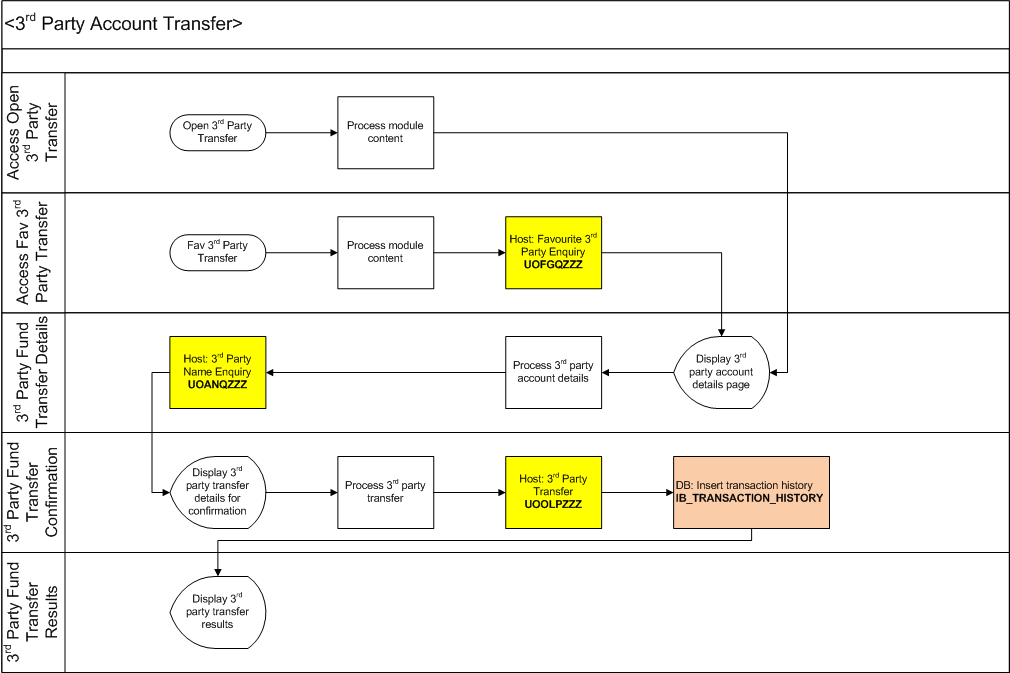 <3rd Party Account Transfer>
Access Open
3rd Party
Transfer
Open 3rd Party
Transfer
Process module
content
Access Fav 3rd
Party Transfer
Fav 3rd Party
Transfer
Process module
content
Host: Favourite 3rd
Party Enquiry
UOFGQZZZ
3rd Party Fund
Transfer Details
Host: 3rd Party
Name Enquiry
UOANQZZZ
Process 3rd party
account details
Display 3rd
party account
details page
3rd Party Fund
Transfer
Confirmation
Display 3rd
party transfer
details for
confirmation
Process 3rd party
transfer
Host: 3rd Party
Transfer
UOOLPZZZ
DB: Insert transaction history
IB_TRANSACTION_HISTORY
3rd Party Fund
Transfer
Results
Display 3rd
party transfer
results